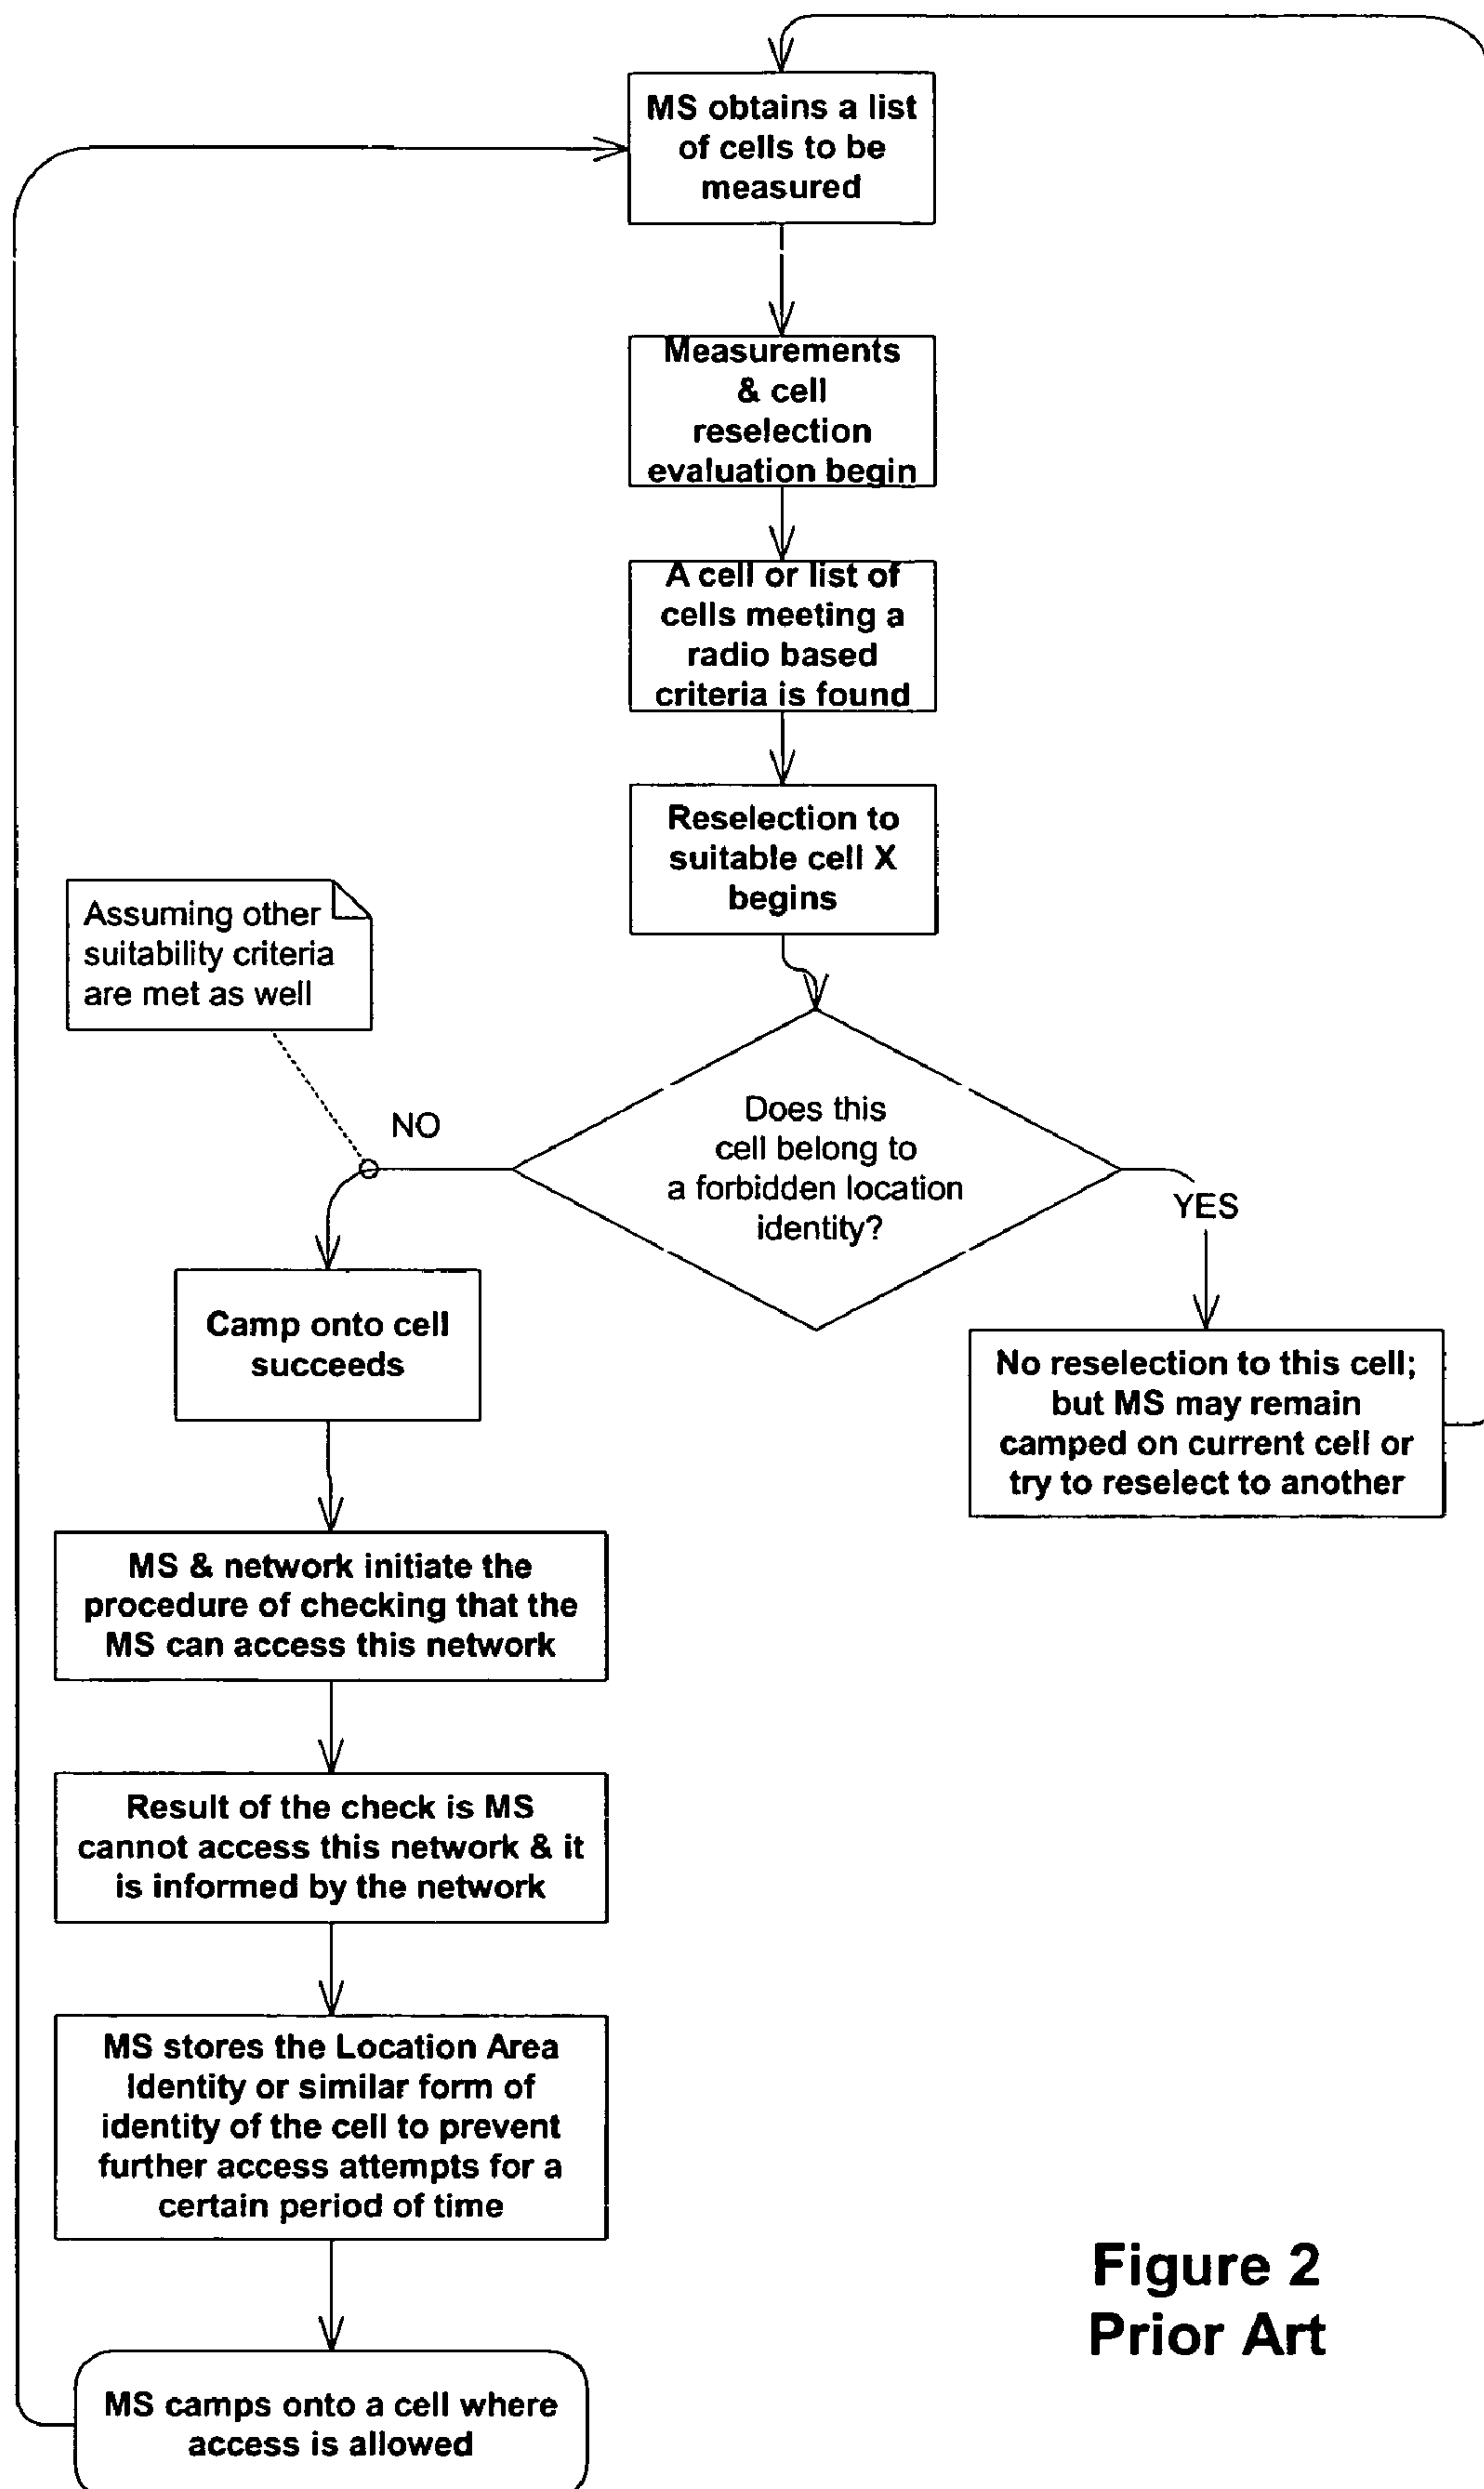 MS obtains a list
of cells to be
measured
Measurements
& cell
reselection
evaluation begin
A cell or list of
cells meeting a
radio based
criteria is found
Reselection to
suitable cell X
begins
Assuming other
suitability criteria
are met as well
NO
Does this
cell belong to
a forbidden location
identity?
YES
Camp onto cell
succeeds
No reselection to this cell;
but MS may remain
camped on current cell or
try to reselect to another
MS & network initiate the
procedure of checking that the
MS can access this network
Result of the check is MS
cannot access this network & it
is informed by the network
MS stores the Location Area
Identity or similar form of
identity of the cell to prevent
further access attempts for a
certain period of time
MS camps onto a cell where
access is allowed
Figure 2
Prior Art